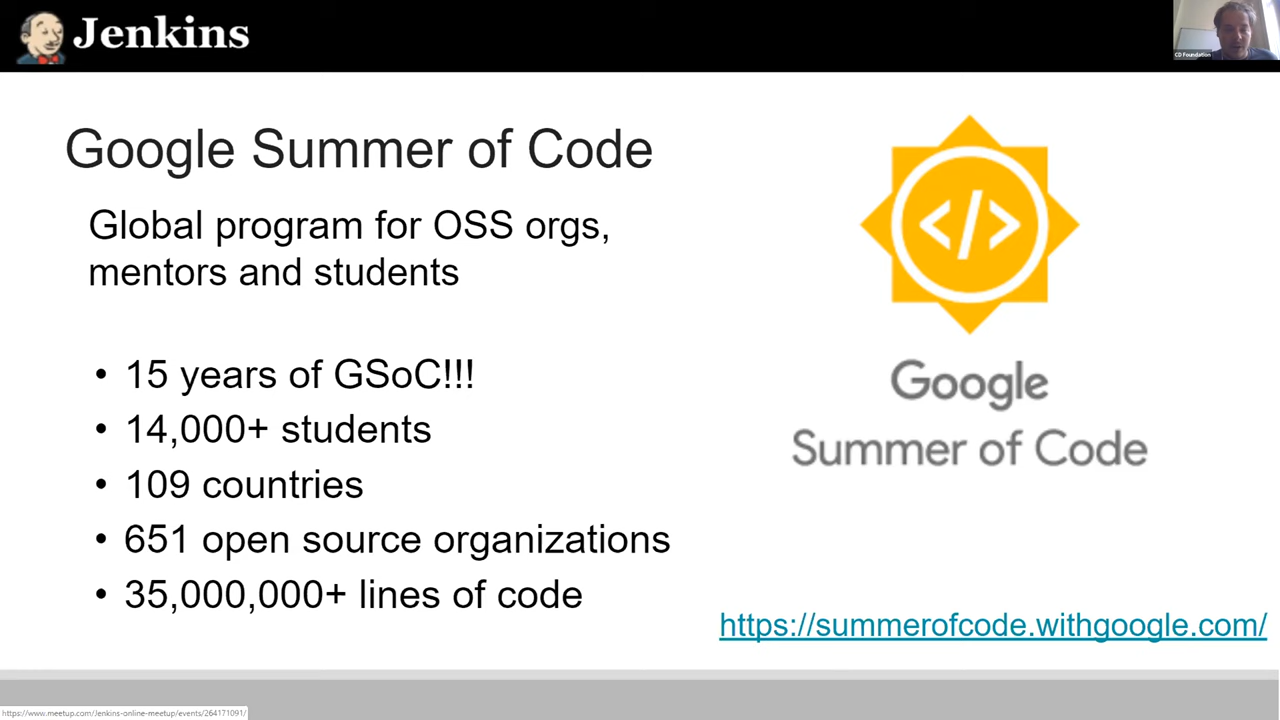 Jenkins
CD Foundation
Google Summer of Code
Global program for OSS orgs,
mentors and students
• 15 years of GSoC!!!
• 14,000+ students
• 109 countries
• 651 open source organizations
• 35,000,000+ lines of code
</>
Google
Summer of Code
https://summerofcode.withgoogle.com/
https://www.meetup.com/Jenkins-online-meetup/events/264171091/